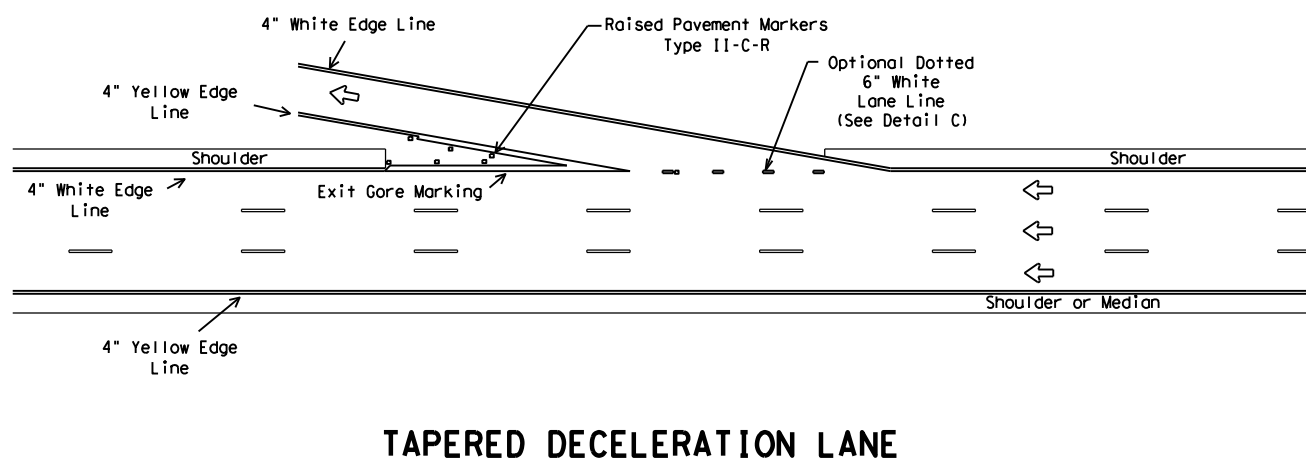 4" White Edge Line
Raised Pavement Markers
Type II-C-R
Optional Dotted
6" White
Lane Line
(See Detail C)
4" Yellow Edge
Line
Shoulder
Shoulder
4" White Edge
Line
Exit Gore Marking
Shoulder or Median
4" Yellow Edge
Line
TAPERED DECELERATION LANE